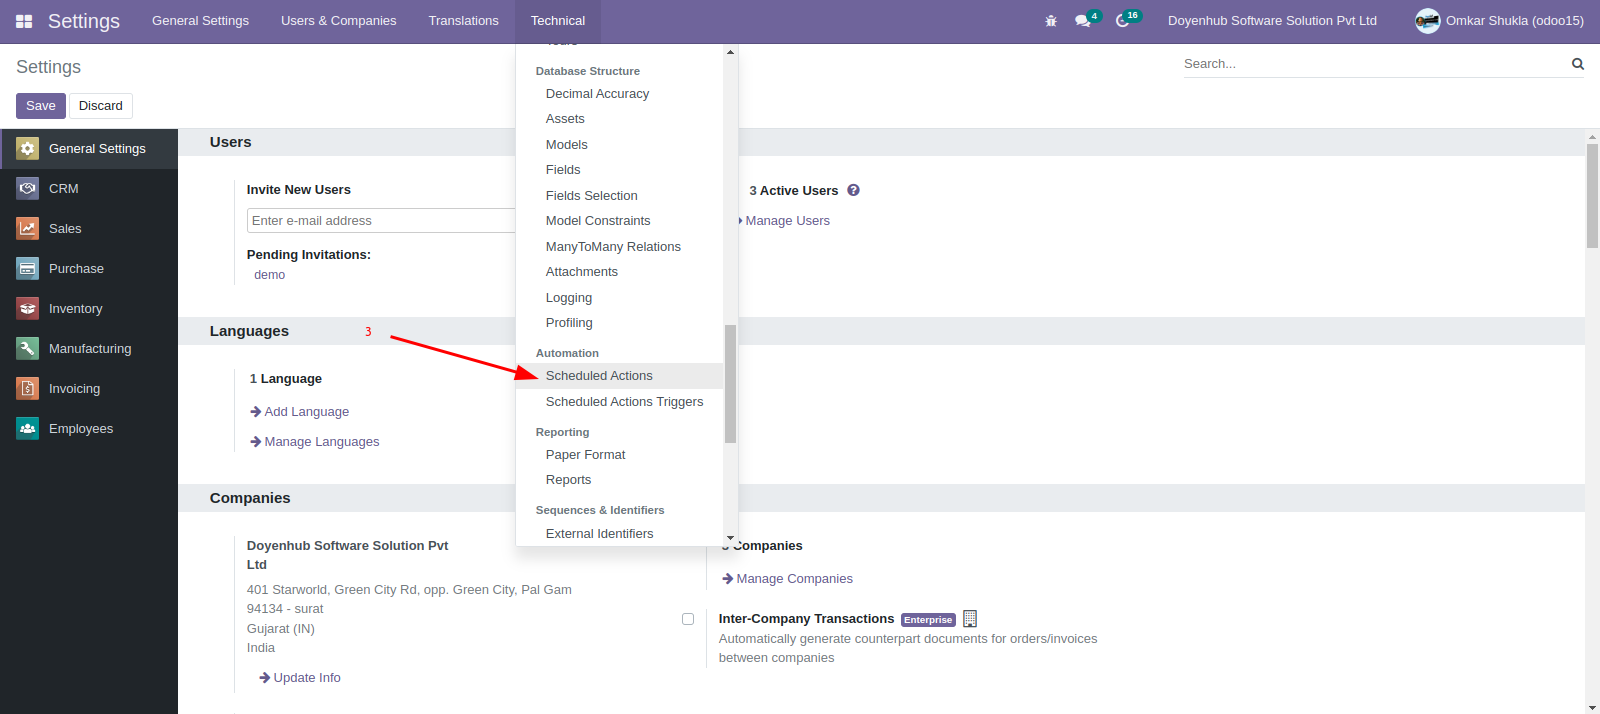 Settings
General Settings
Users & Companies
Translations
Technical
4
16
Doyenhub Software Solution Pvt Ltd
Omkar Shukla (odoo15)
Settings
Search...
Save
Discard
General Settings
CRM
Sales
Purchase
Inventory
Manufacturing
Invoicing
Employees
Tours
Database Structure
Decimal Accuracy
Assets
Models
Fields
Fields Selection
Model Constraints
ManyToMany Relations
Attachments
Logging
Profiling
Automation
Scheduled Actions
Scheduled Actions Triggers
Reporting
Paper Format
Reports
Sequences & Identifiers
External Identifiers
Users
Invite New Users
Enter e-mail address
Pending Invitations:
demo
3 Active Users
Manage Users
Languages
3
1 Language
Add Language
Manage Languages
Companies
Doyenhub Software Solution Pvt
Ltd
401 Starworld, Green City Rd, opp. Green City, Pal Gam
94134 - surat
Gujarat (IN)
India
Update Info
Companies
Manage Companies
Inter-Company Transactions Enterprise
Automatically generate counterpart documents for orders/invoices
between companies